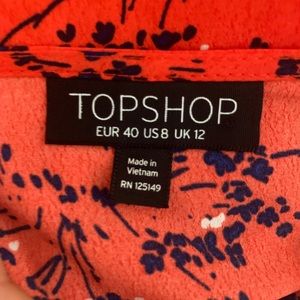 TOPSHOP
EUR 40 US 8 UK 12
Made in
Vietnam
RN 125149